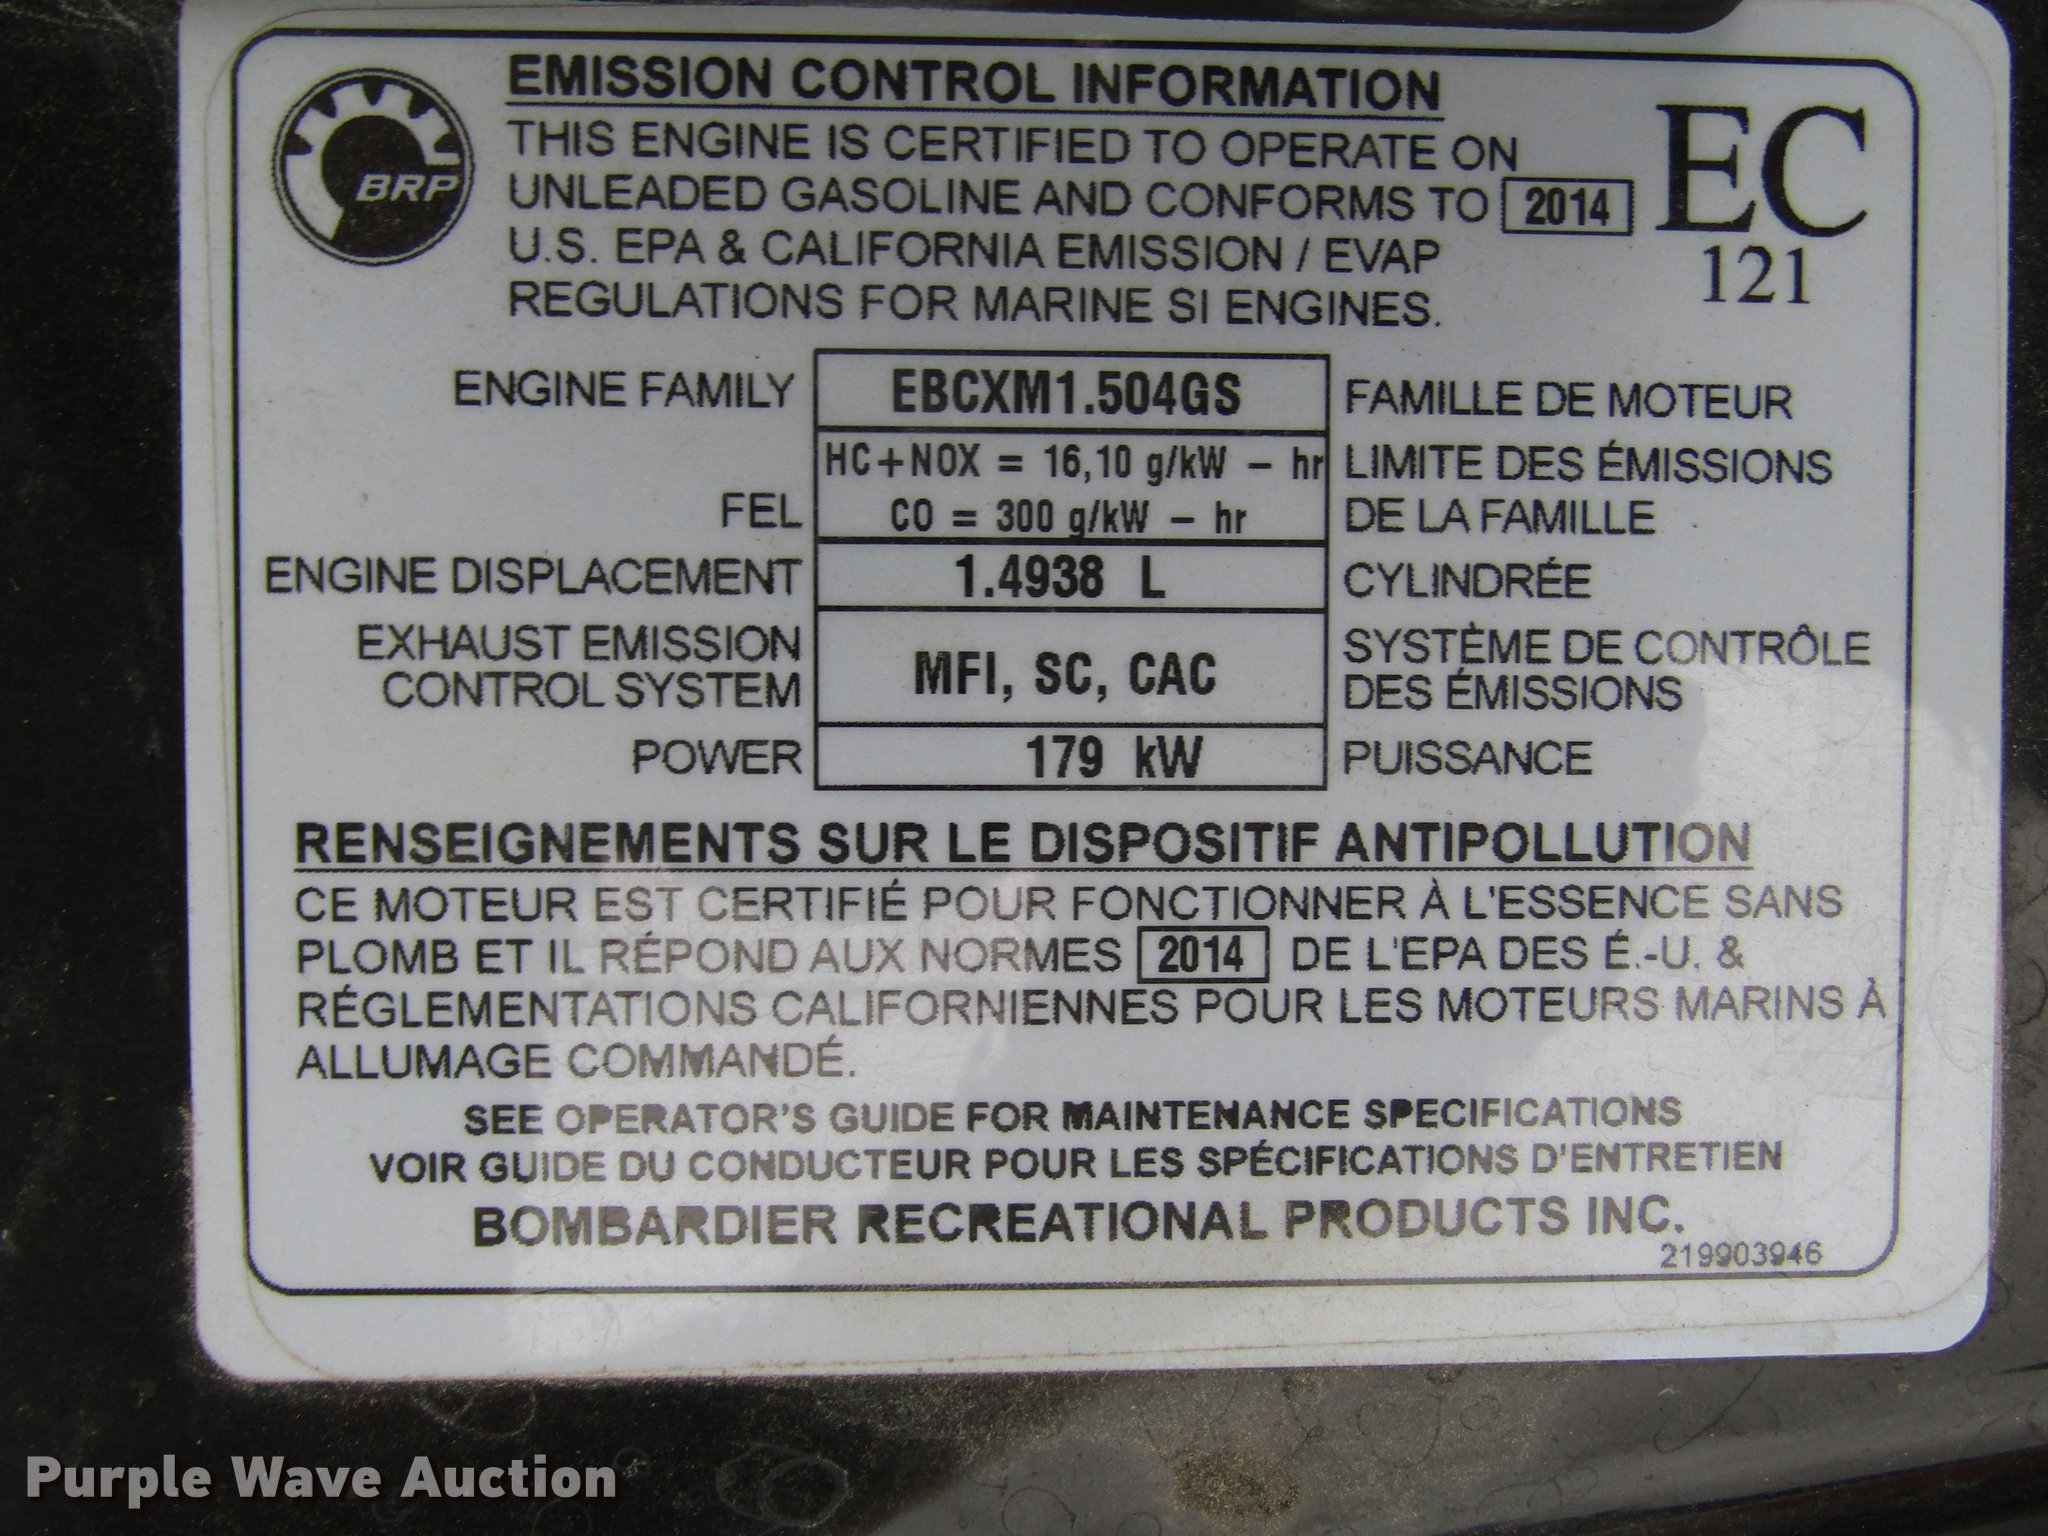 BRP
EMISSION CONTROL INFORMATION
THIS ENGINE IS CERTIFIED TO OPERATE ON
UNLEADED GASOLINE AND CONFORMS TO 2014
U.S. EPA & CALIFORNIA EMISSION / EVAP
REGULATIONS FOR MARINE SI ENGINES.
EC
121
ENGINE FAMILY EBCXM1.504GS FAMILLE DE MOTEUR
HC+NOX = 16,10 g/kW – hr LIMITE DES ÉMISSIONS
FEL CO = 300 g/kW – hr DE LA FAMILLE
ENGINE DISPLACEMENT 1.4938 L CYLINDRÉE
EXHAUST EMISSION SYSTÈME DE CONTRÔLE
CONTROL SYSTEM MFI, SC, CAC DES ÉMISSIONS
POWER 179 kW PUISSANCE
RENSEIGNEMENTS SUR LE DISPOSITIF ANTIPOLLUTION
CE MOTEUR EST CERTIFIÉ POUR FONCTIONNER À L'ESSENCE SANS
PLOMB ET IL RÉPOND AUX NORMES 2014 DE L'EPA DES É.-U. &
RÉGLEMENTATIONS CALIFORNIENNES POUR LES MOTEURS MARINS À
ALLUMAGE COMMANDÉ.
SEE OPERATOR'S GUIDE FOR MAINTENANCE SPECIFICATIONS
VOIR GUIDE DU CONDUCTEUR POUR LES SPÉCIFICATIONS D'ENTRETIEN
BOMBARDIER RECREATIONAL PRODUCTS INC.
219903946
Purple Wave Auction